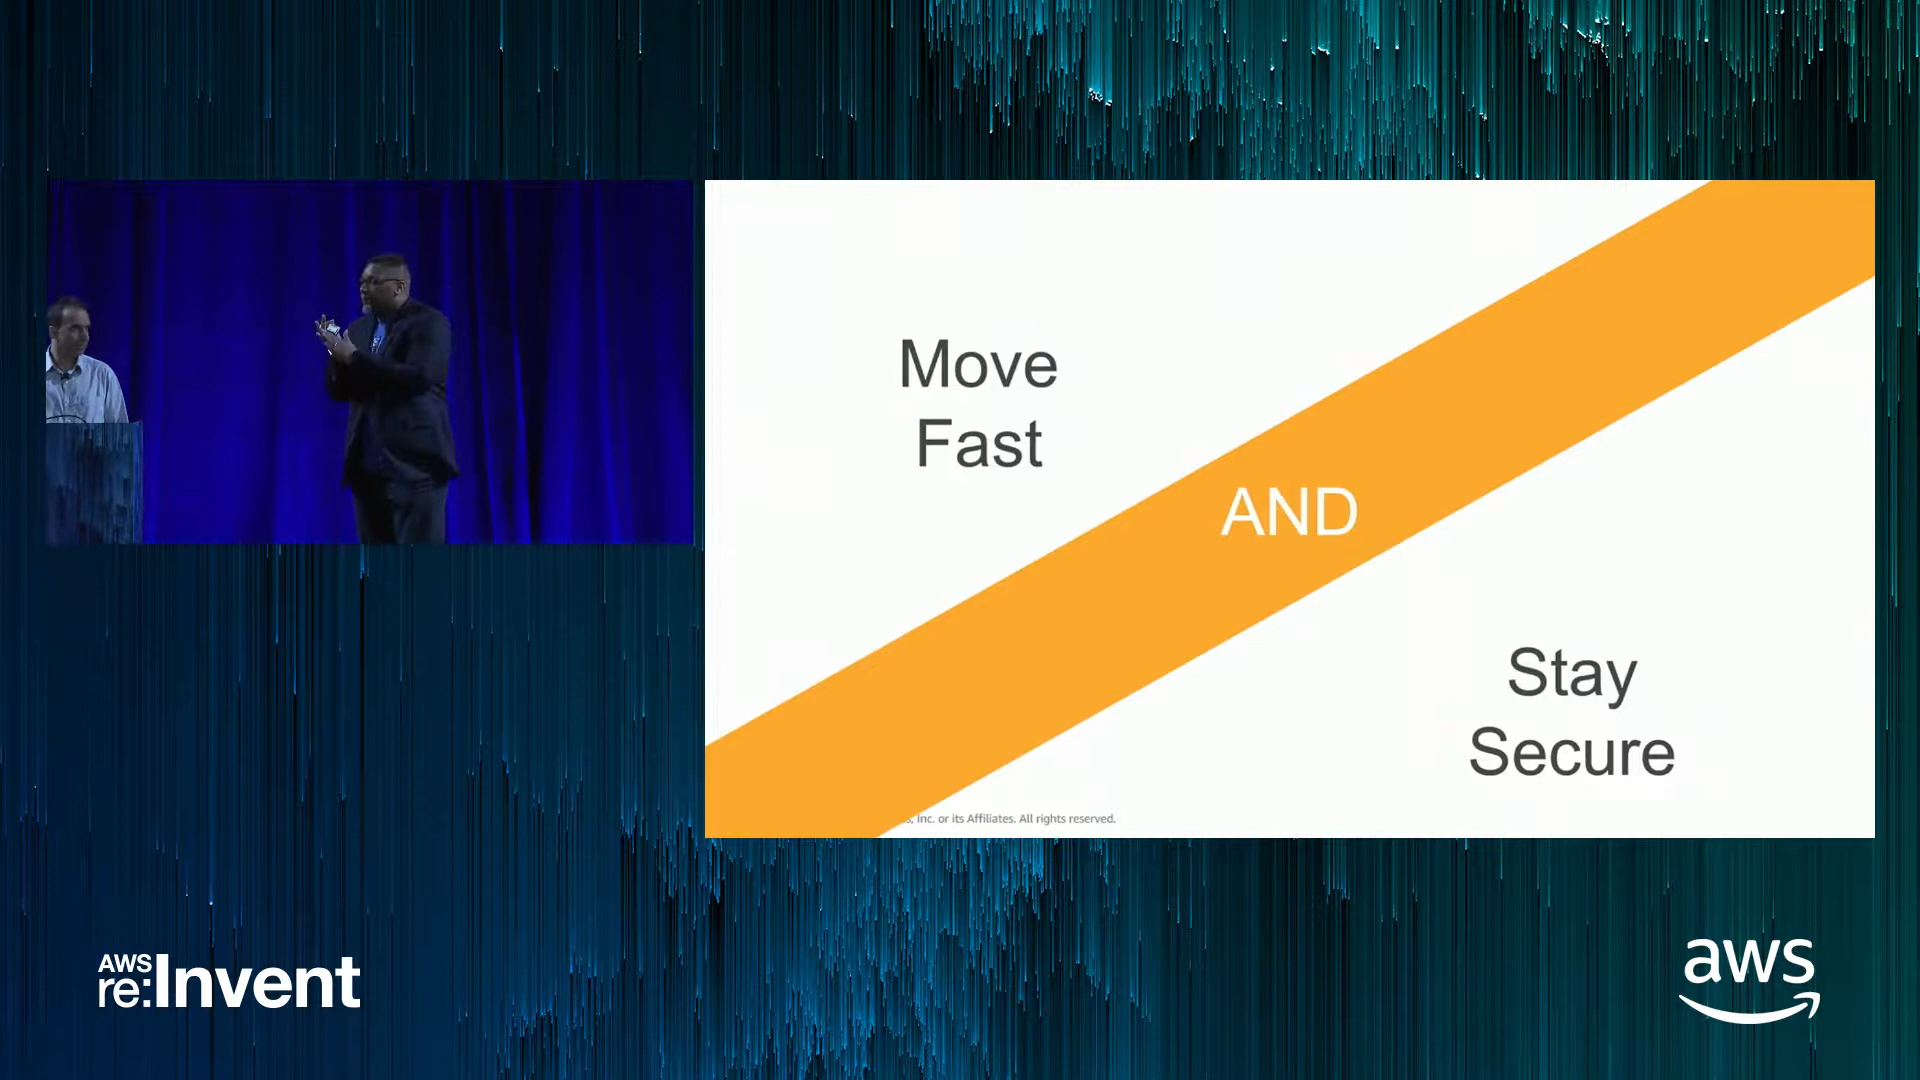 Move
Fast
AND
Stay
Secure
Inc. or its Affiliates. All rights reserved.
AWS
re:Invent
aws